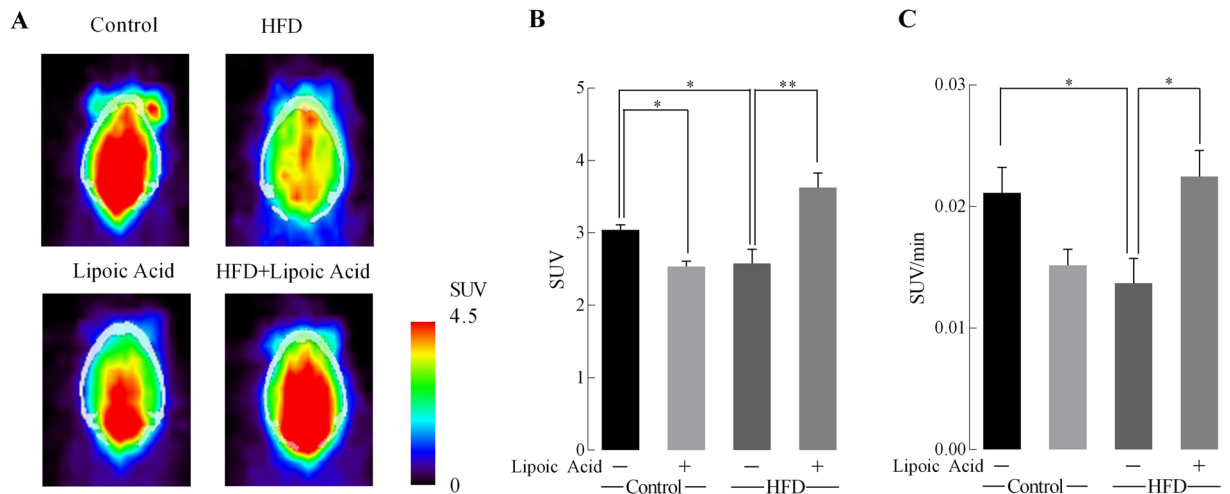 A
Control
HFD
Lipoic Acid
HFD+Lipoic Acid
SUV
4.5
0
B
SUV
5
4
3
2
1
0
*
*
**
Lipoic Acid − + − +
Control HFD
C
SUV/min
0.03
0.02
0.01
0.00
*
*
Lipoic Acid − + − +
Control HFD